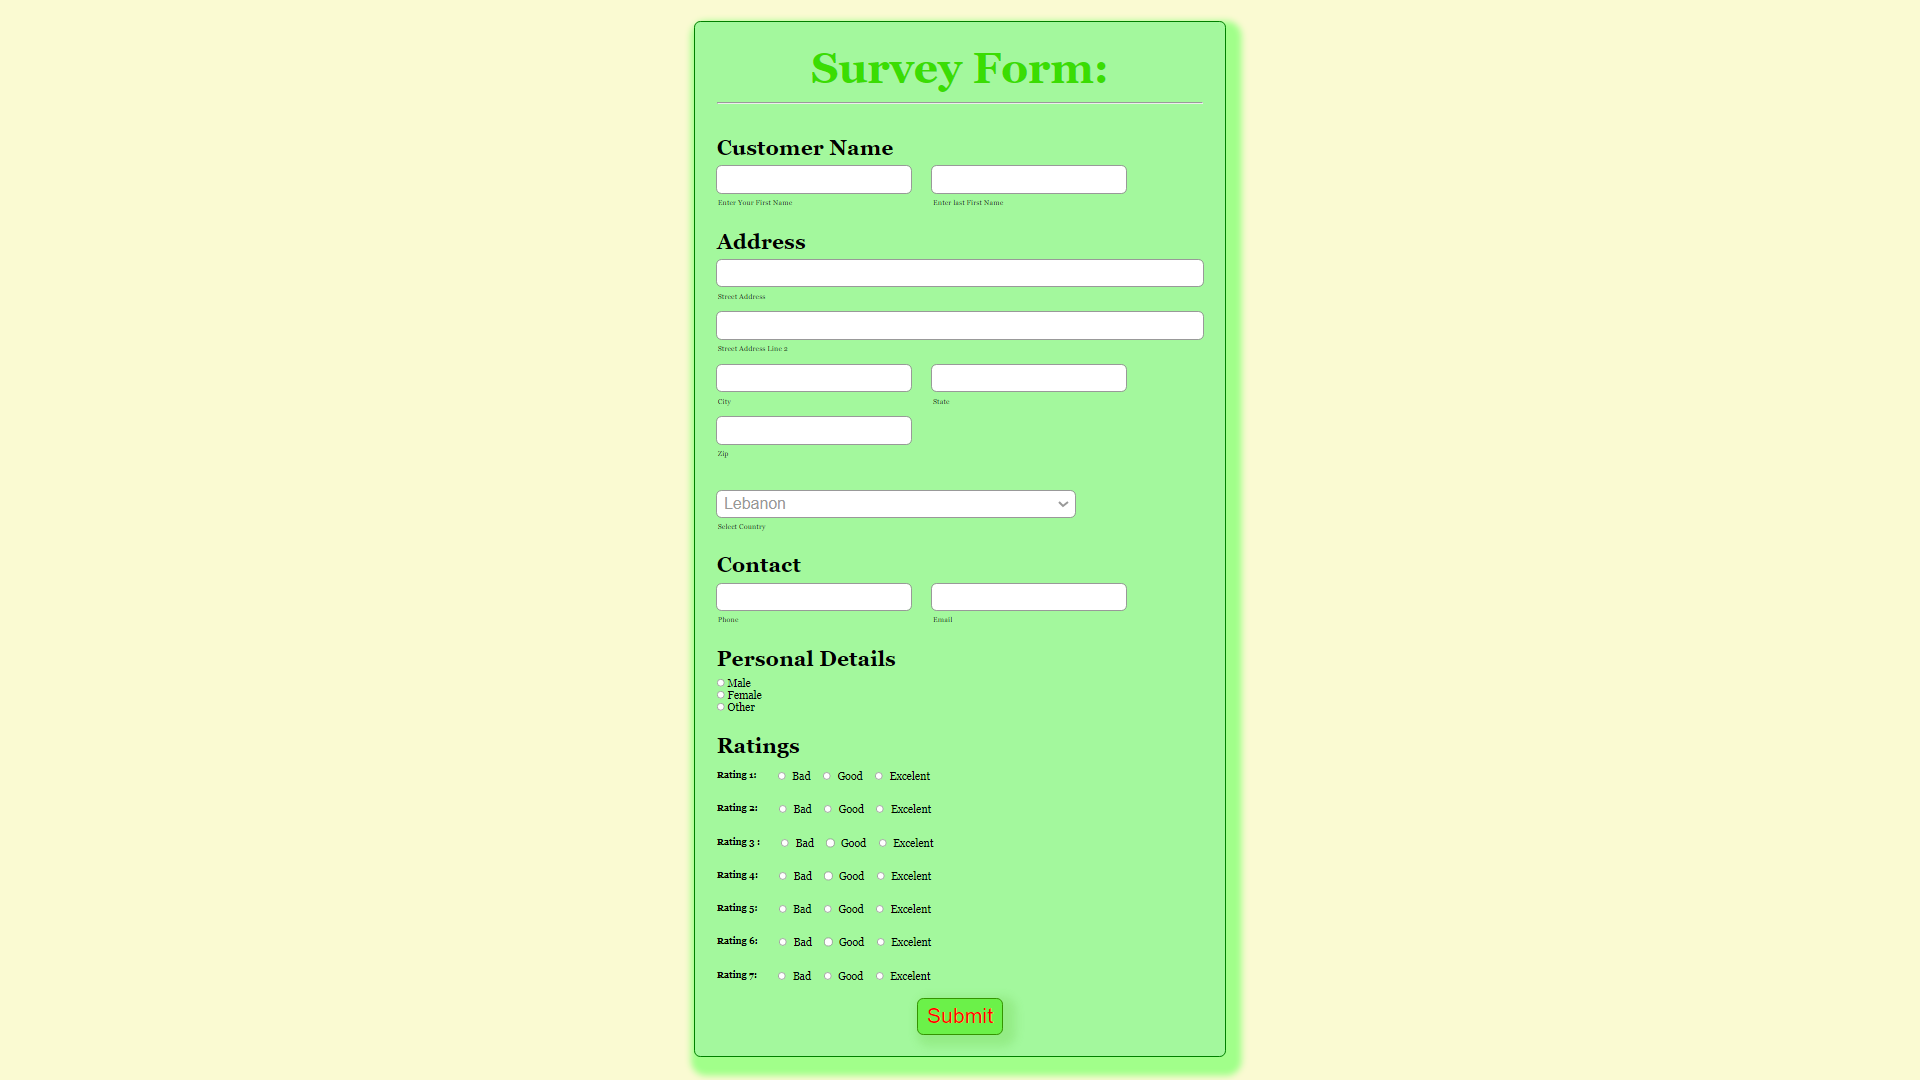 Survey Form:
Customer Name
Enter Your First Name Enter last First Name
Address
Street Address
Street Address Line 2
City State
Zip
Lebanon
Select Country
Contact
Phone Email
Personal Details
Male
Female
Other
Ratings
Rating 1: Bad Good Excelent
Rating 2: Bad Good Excelent
Rating 3 : Bad Good Excelent
Rating 4: Bad Good Excelent
Rating 5: Bad Good Excelent
Rating 6: Bad Good Excelent
Rating 7: Bad Good Excelent
Submit